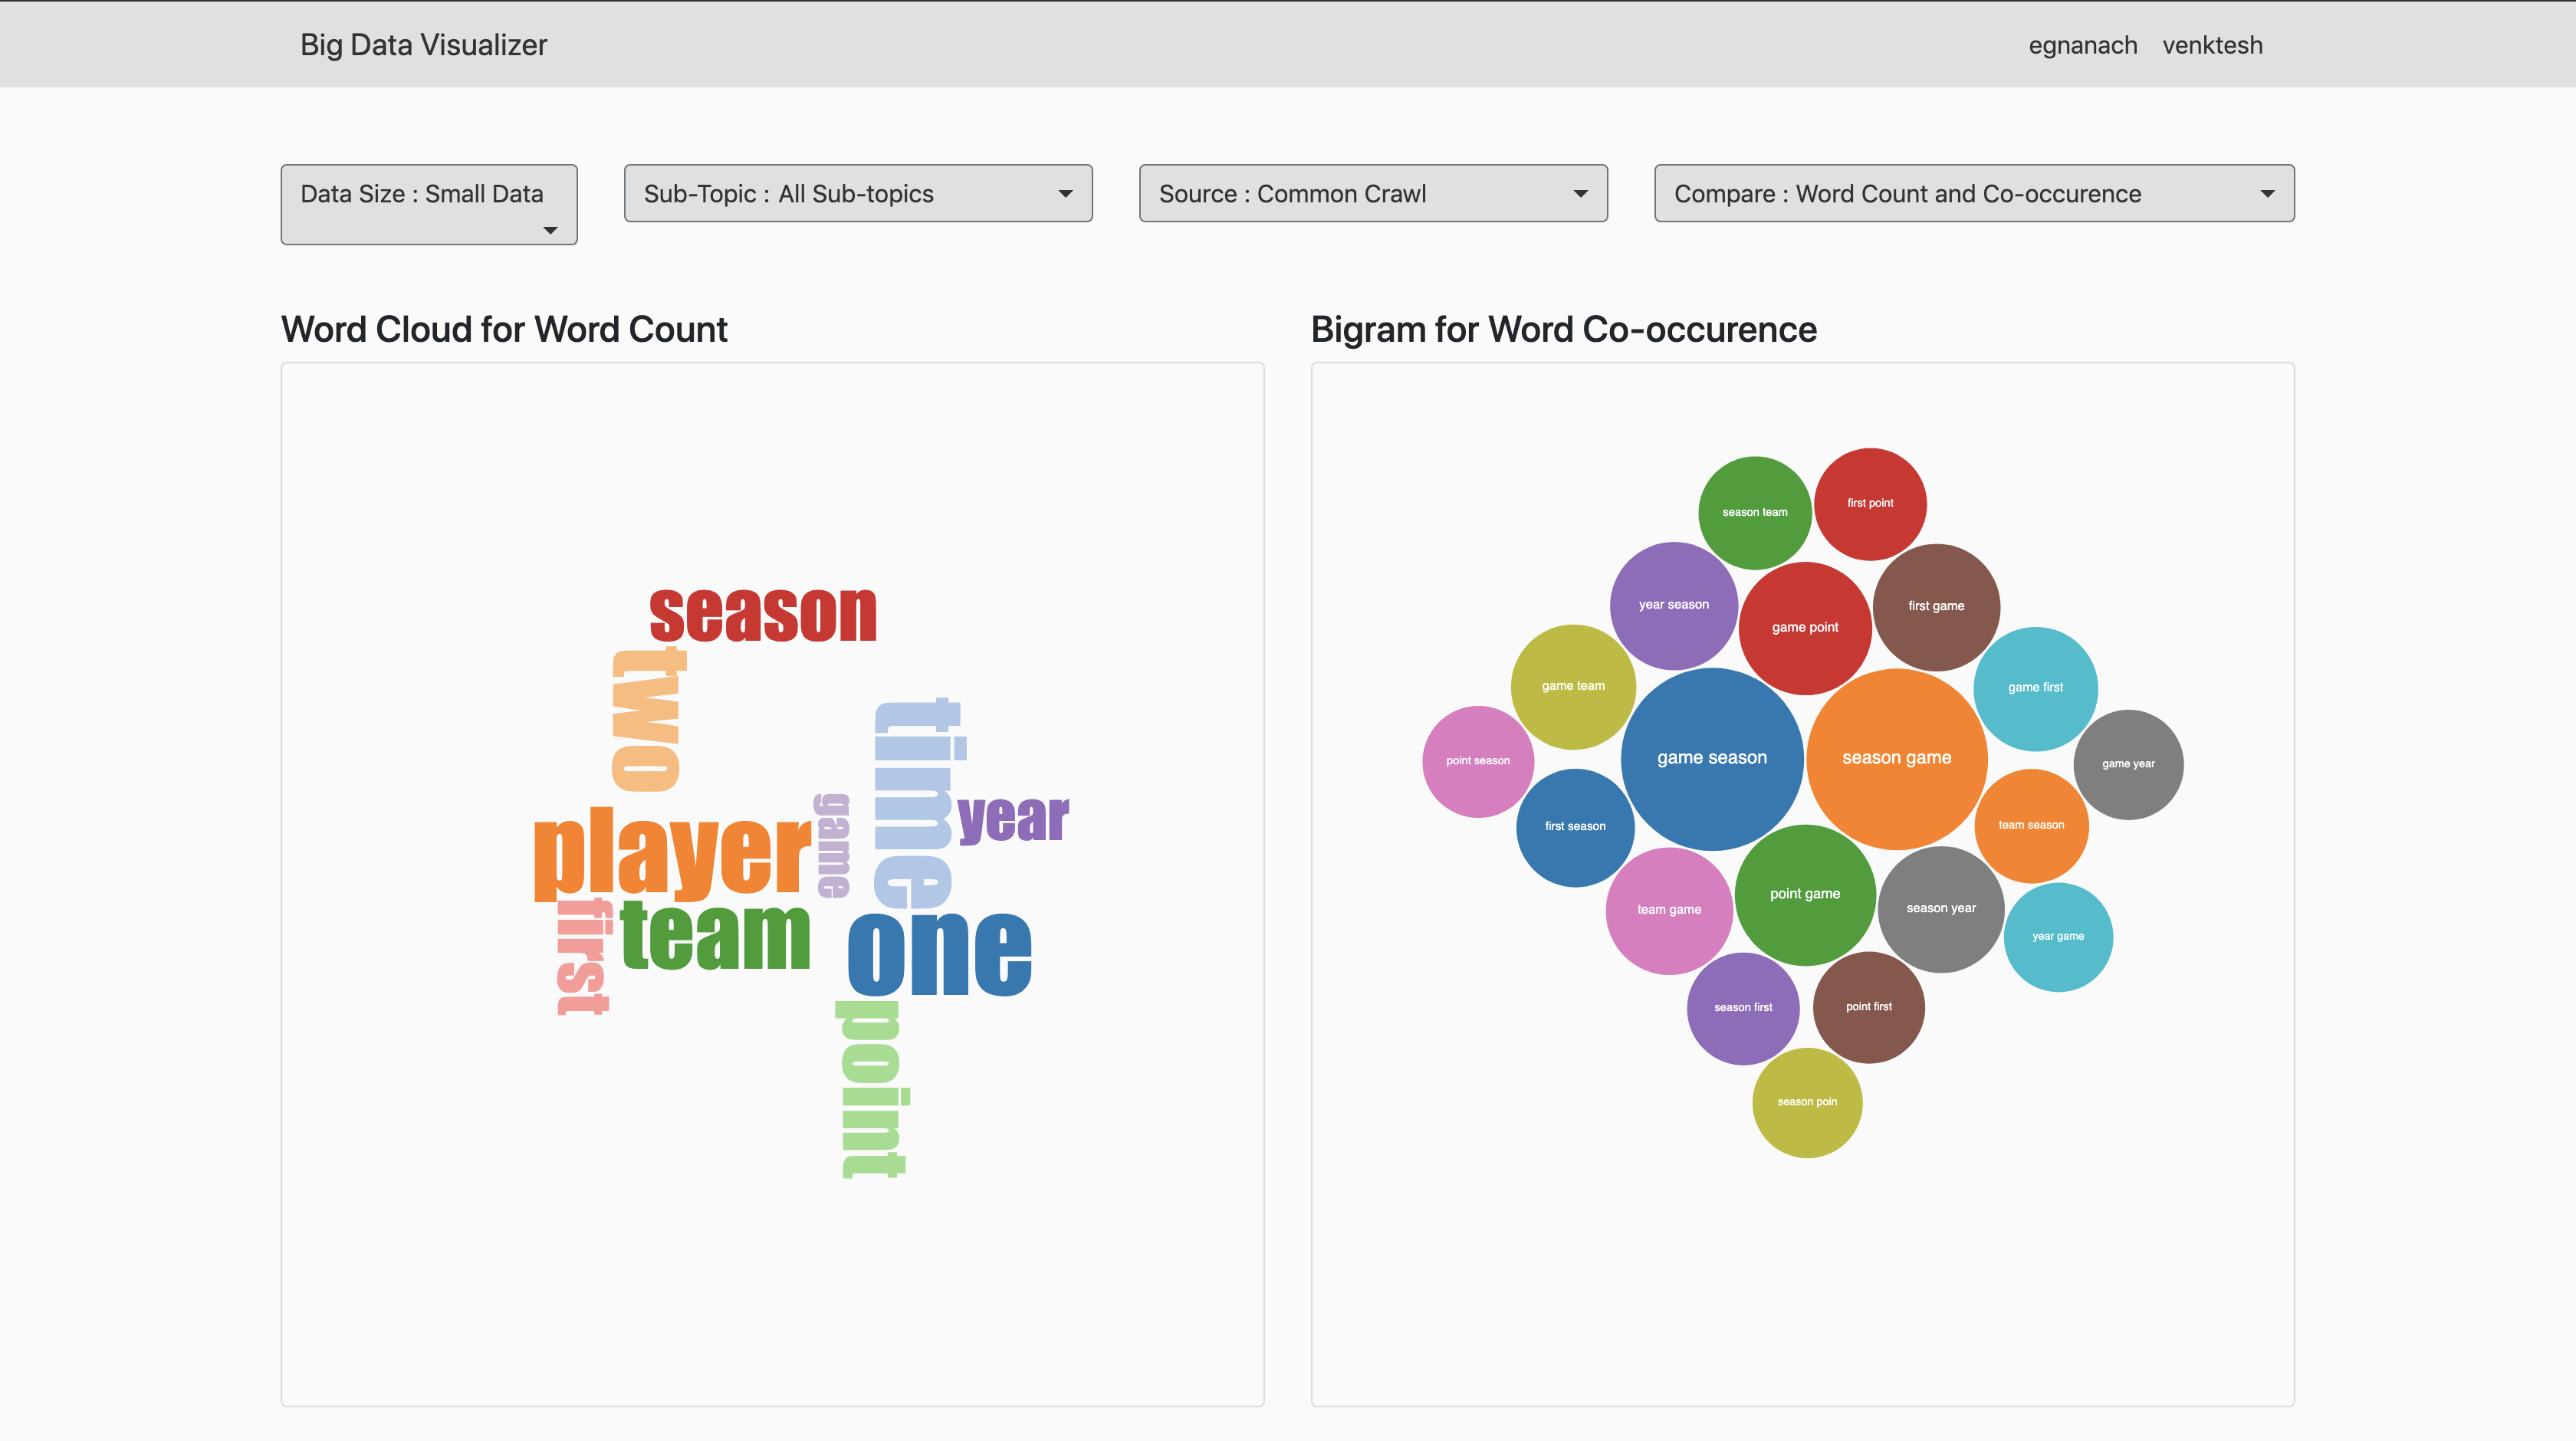 Big Data Visualizer
egnanach venktesh
Data Size : Small Data
Sub-Topic : All Sub-topics
Source : Common Crawl
Compare : Word Count and Co-occurence
Word Cloud for Word Count
season
two
time
game
year
player
first
team
one
point
Bigram for Word Co-occurence
season team
first point
year season
game point
first game
game team
game first
point season
game season
season game
game year
first season
team season
team game
point game
season year
year game
season first
point first
season poin